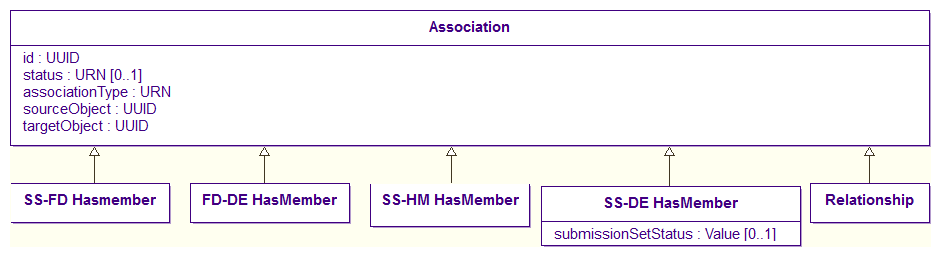 Association
id : UUID
status : URN [0..1]
associationType : URN
sourceObject : UUID
targetObject : UUID
SS-FD Hasmember
FD-DE HasMember
SS-HM HasMember
SS-DE HasMember
Relationship
submissionSetStatus : Value [0..1]